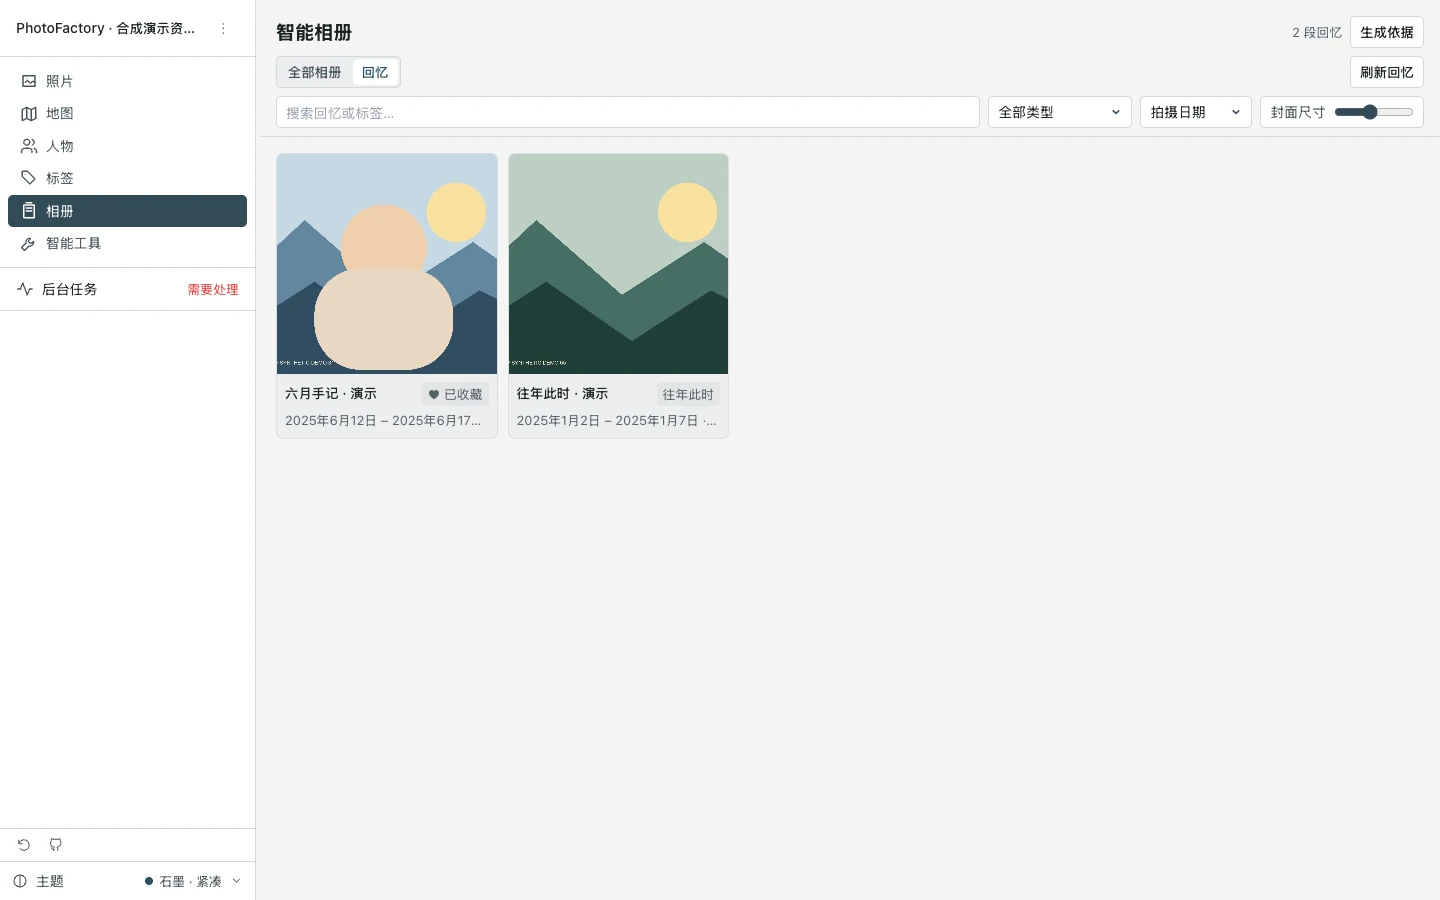 PhotoFactory · 合成演示资...
照片
地图
人物
标签
相册
智能工具
后台任务 需要处理
主题 石墨 · 紧凑
智能相册
2 段回忆 生成依据
全部相册 回忆 刷新回忆
搜索回忆或标签...
全部类型 拍摄日期 封面尺寸
SYNTHETIC DEMO
六月手记 · 演示 已收藏
2025年6月12日 – 2025年6月17...
SYNTHETIC DEMO 06
往年此时 · 演示 往年此时
2025年1月2日 – 2025年1月7日 ·...